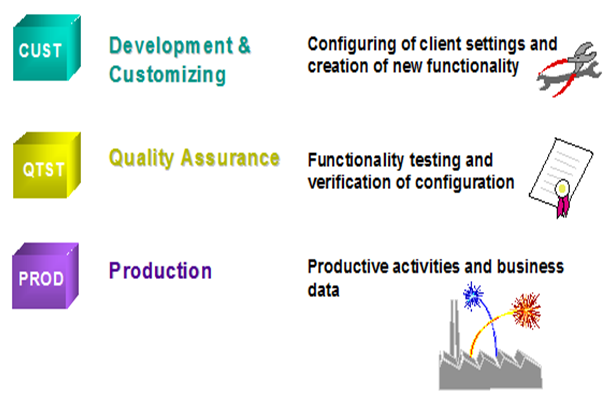 CUST
Development &
Customizing
Configuring of client settings and
creation of new functionality
QTST
Quality Assurance
Functionality testing and
verification of configuration
PROD
Production
Productive activities and business
data